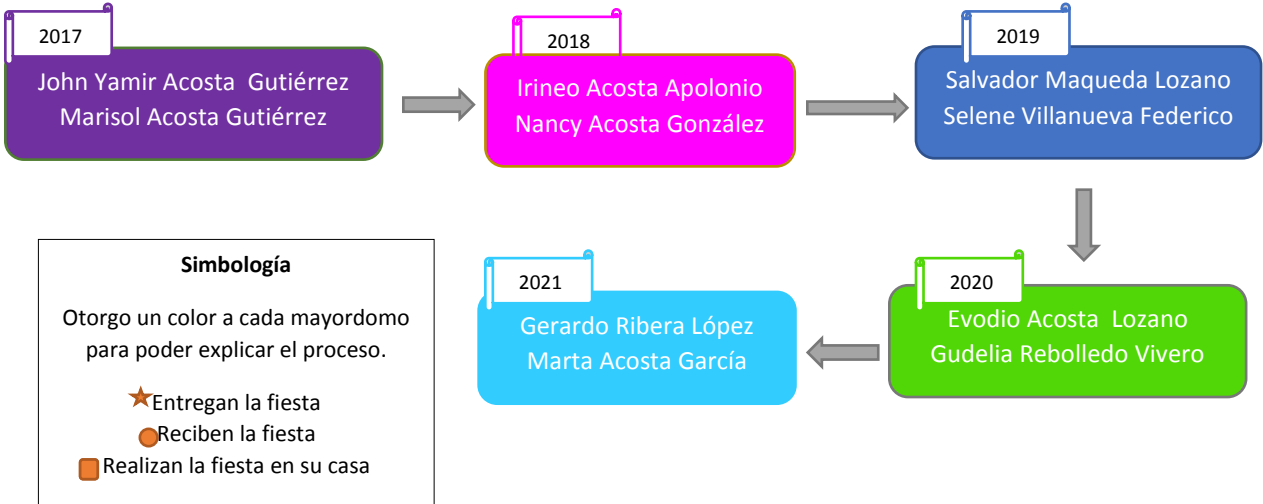 2017
John Yamir Acosta Gutiérrez
Marisol Acosta Gutiérrez
2018
Irineo Acosta Apolonio
Nancy Acosta González
2019
Salvador Maqueda Lozano
Selene Villanueva Federico
2020
Evodio Acosta Lozano
Gudelia Rebolledo Vivero
2021
Gerardo Ribera López
Marta Acosta García
Simbología
Otorgo un color a cada mayordomo
para poder explicar el proceso.
Entregan la fiesta
Reciben la fiesta
Realizan la fiesta en su casa